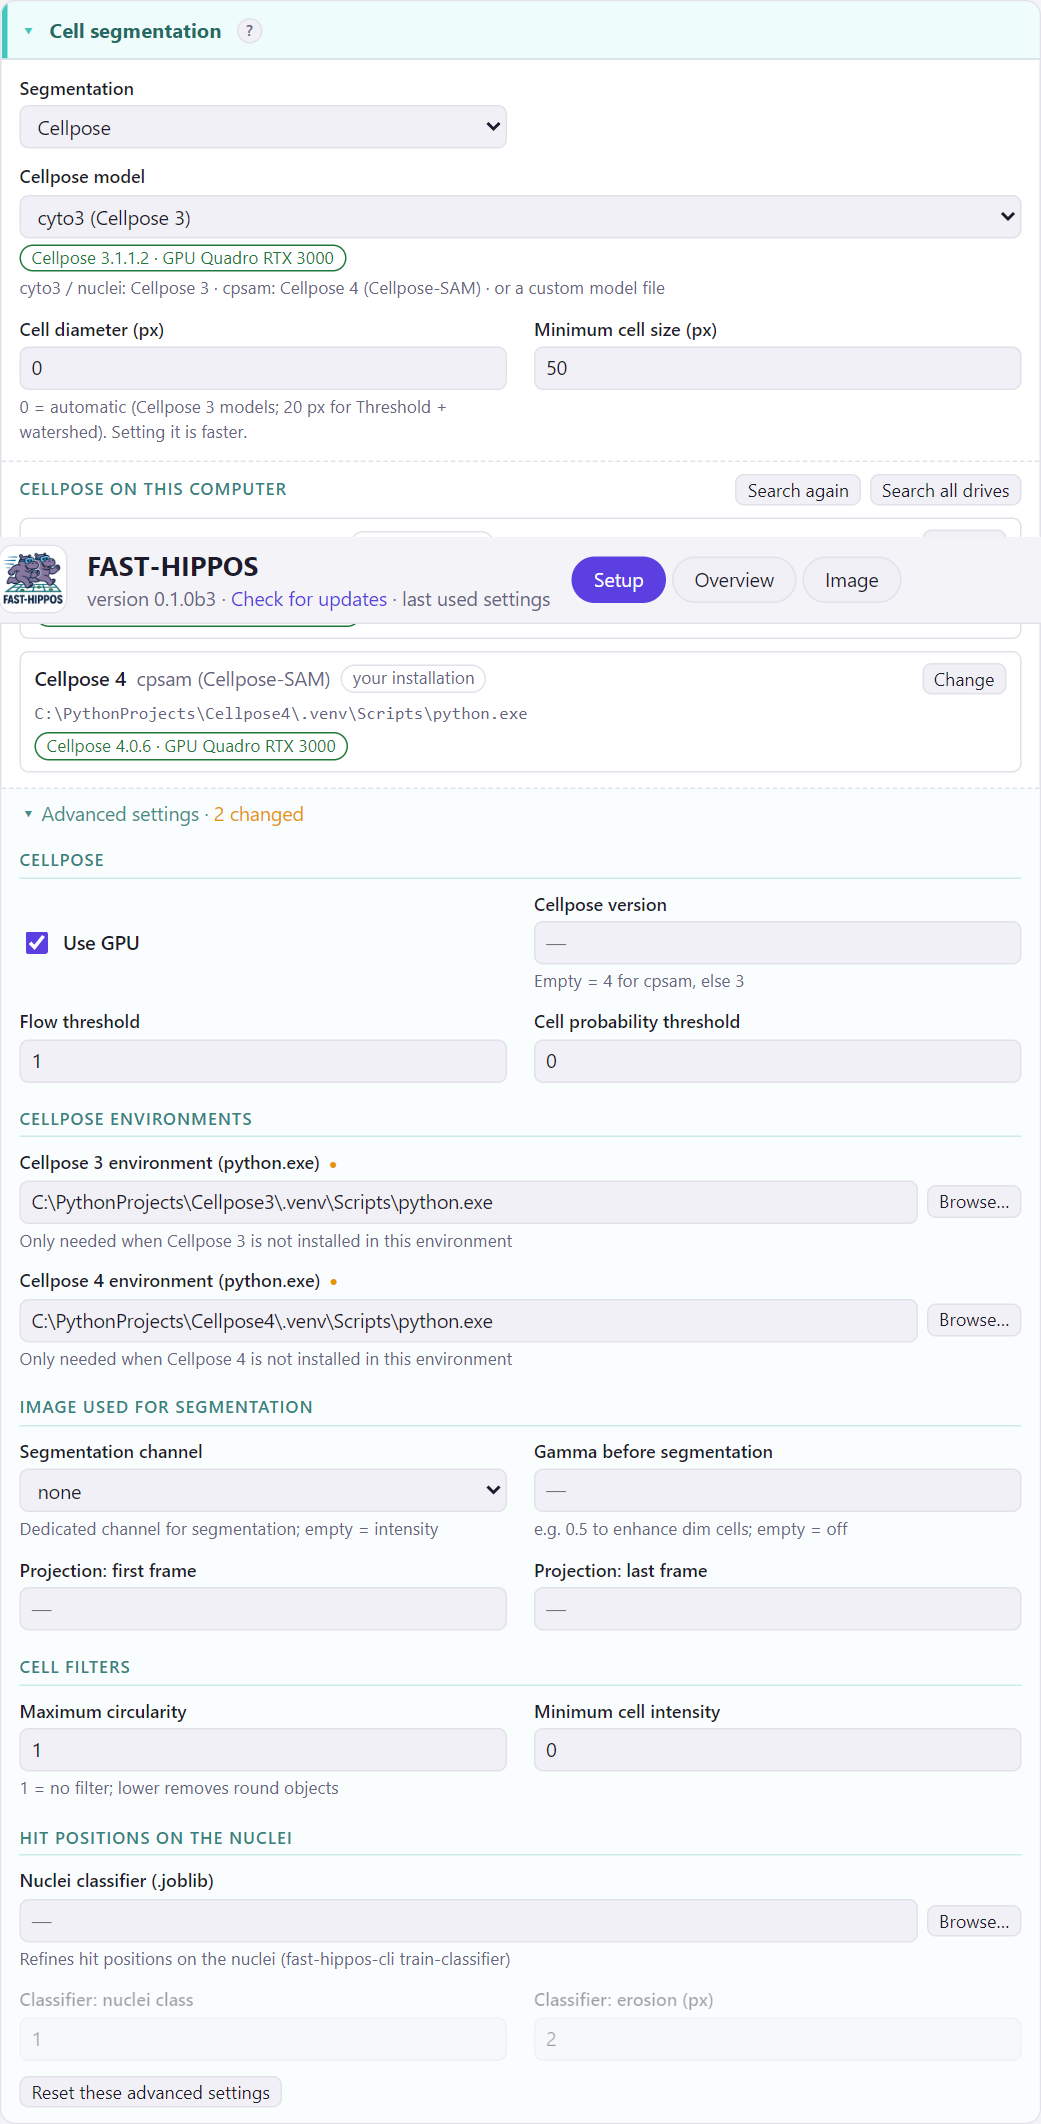 Cell segmentation ?
Segmentation
Cellpose
Cellpose model
cyto3 (Cellpose 3)
Cellpose 3.1.1.2 · GPU Quadro RTX 3000
cyto3 / nuclei: Cellpose 3 · cpsam: Cellpose 4 (Cellpose-SAM) · or a custom model file
Cell diameter (px) Minimum cell size (px)
0 50
0 = automatic (Cellpose 3 models; 20 px for Threshold +
watershed). Setting it is faster.
CELLPOSE ON THIS COMPUTER Search again Search all drives
FAST-HIPPOS
FAST-HIPPOS
version 0.1.0b3 · Check for updates · last used settings
Setup Overview Image
Cellpose 4 cpsam (Cellpose-SAM) your installation Change
C:\PythonProjects\Cellpose4\.venv\Scripts\python.exe
Cellpose 4.0.6 · GPU Quadro RTX 3000
Advanced settings · 2 changed
CELLPOSE
Cellpose version
Use GPU —
Empty = 4 for cpsam, else 3
Flow threshold Cell probability threshold
1 0
CELLPOSE ENVIRONMENTS
Cellpose 3 environment (python.exe) •
C:\PythonProjects\Cellpose3\.venv\Scripts\python.exe Browse...
Only needed when Cellpose 3 is not installed in this environment
Cellpose 4 environment (python.exe) •
C:\PythonProjects\Cellpose4\.venv\Scripts\python.exe Browse...
Only needed when Cellpose 4 is not installed in this environment
IMAGE USED FOR SEGMENTATION
Segmentation channel Gamma before segmentation
none —
Dedicated channel for segmentation; empty = intensity e.g. 0.5 to enhance dim cells; empty = off
Projection: first frame Projection: last frame
— —
CELL FILTERS
Maximum circularity Minimum cell intensity
1 0
1 = no filter; lower removes round objects
HIT POSITIONS ON THE NUCLEI
Nuclei classifier (.joblib)
— Browse...
Refines hit positions on the nuclei (fast-hippos-cli train-classifier)
Classifier: nuclei class Classifier: erosion (px)
1 2
Reset these advanced settings